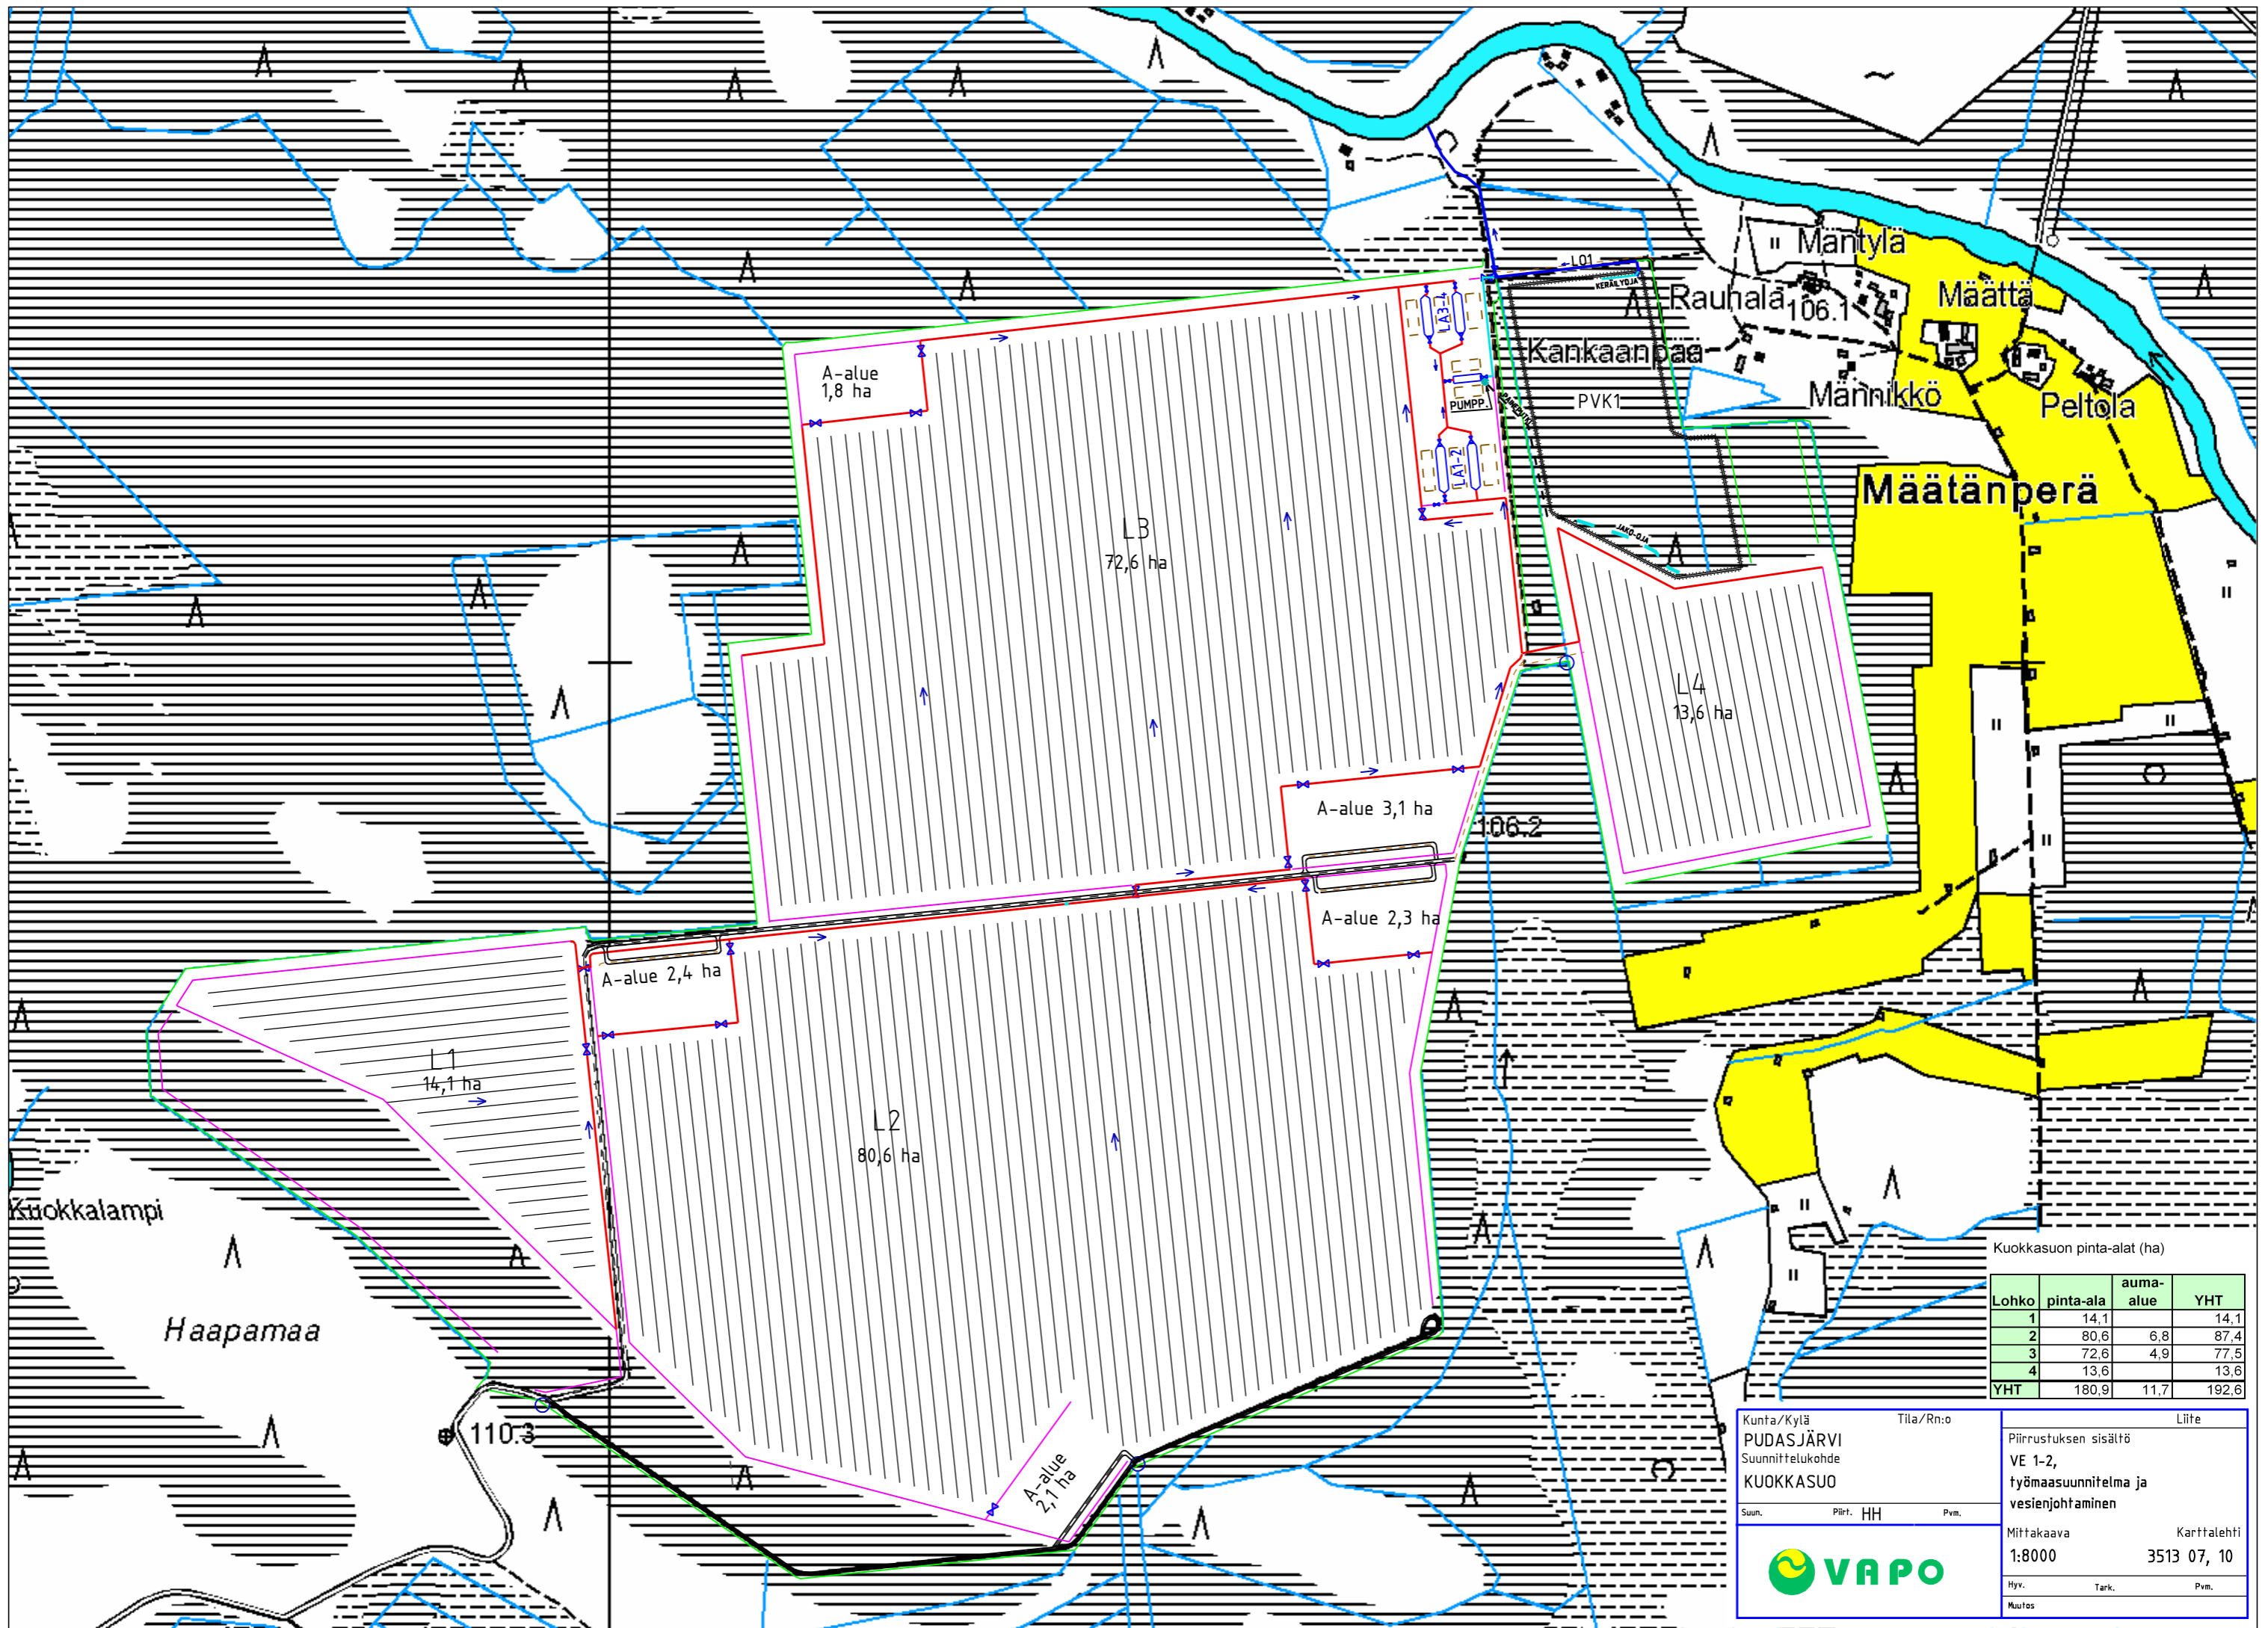 Mäntylä
LO1
KERÄILYOJA
Rauhala
106.1
Määttä
LA3-4
Kankaanpää
A-alue
1,8 ha
PUMPP.
PVK1
Männikkö
Peltola
LA1-2
Määtänperä
L3
72,6 ha
JAKO-OJA
L4
13,6 ha
A-alue 3,1 ha
106.2
A-alue 2,3 ha
A-alue 2,4 ha
L1
14,1 ha
L2
80,6 ha
Kuokkalampi
Haapamaa
110.3
A-alue
2,1 ha
Kuokkasuon pinta-alat (ha)
Lohko pinta-ala auma-alue YHT
1 14,1 14,1
2 80,6 6,8 87,4
3 72,6 4,9 77,5
4 13,6 13,6
YHT 180,9 11,7 192,6
Kunta/Kylä Tila/Rn:o
PUDASJÄRVI
Suunnittelukohde
KUOKKASUO
Suun. Piirt. HH Pvm.
VAPO
Liite
Piirrustuksen sisältö
VE 1-2,
työmaasuunnitelma ja
vesienjohtaminen
Mittakaava Karttalehti
1:8000 3513 07, 10
Hyv. Tark. Pvm.
Muutos